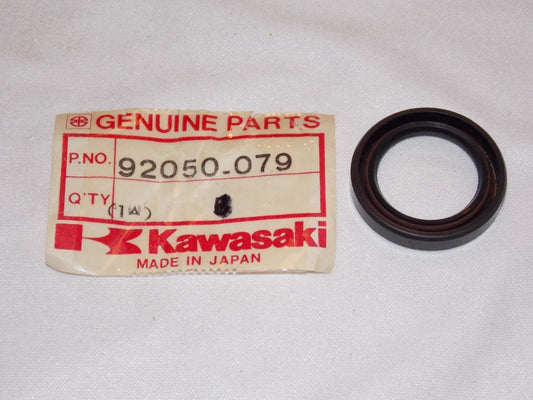 GENUINE PARTS
P.NO. 92050-079
Q'TY
Kawasaki
MADE IN JAPAN